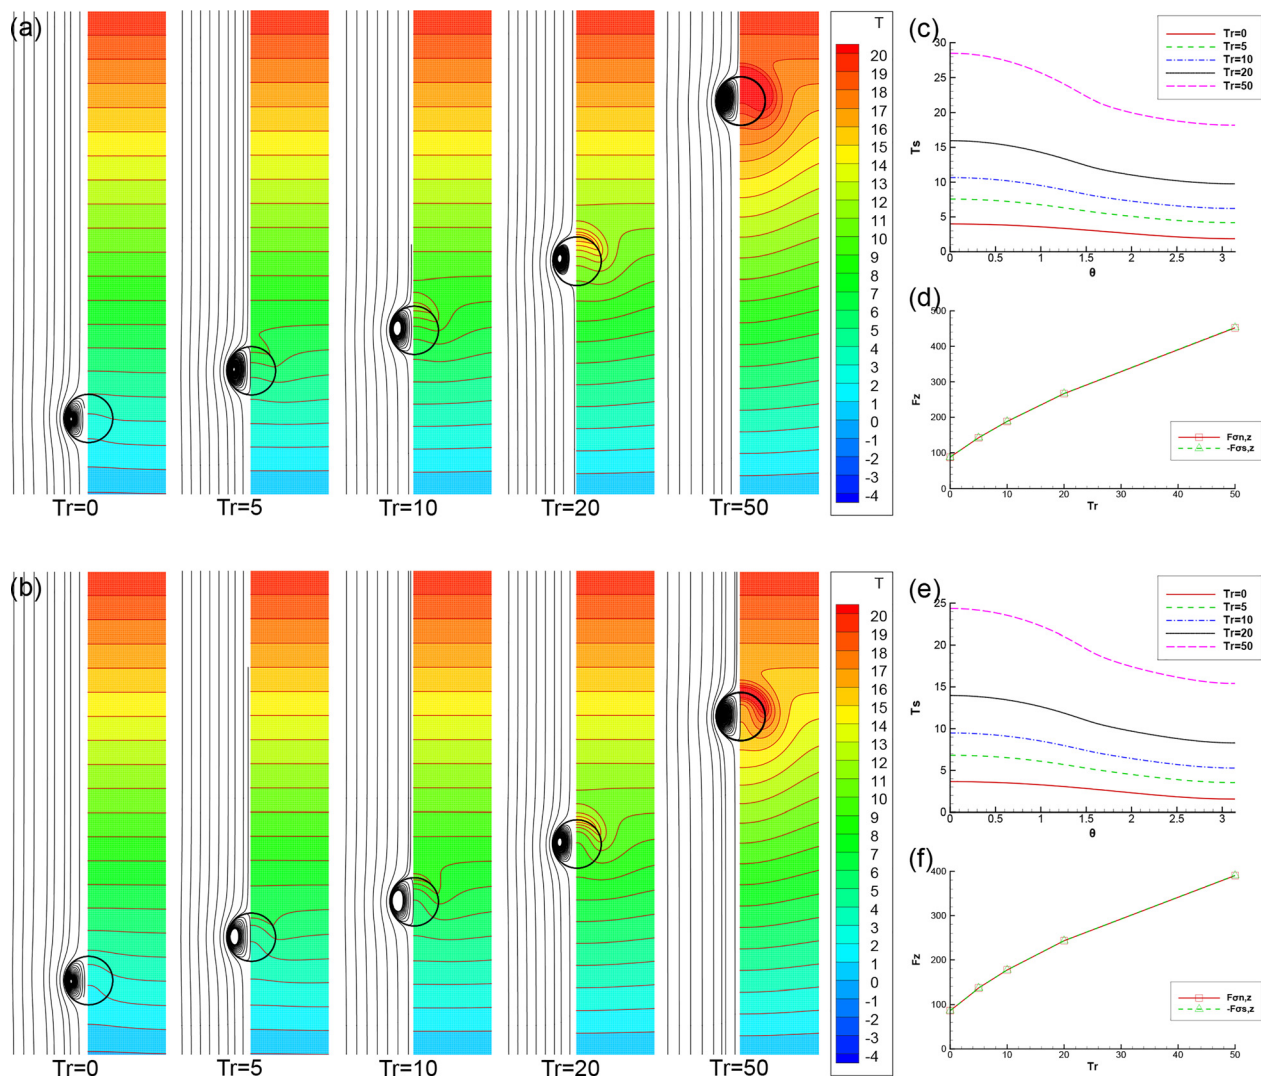 (a)
T
20
19
18
17
16
15
14
13
12
11
10
9
8
7
6
5
4
3
2
1
0
-1
-2
-3
-4
Tr=0 Tr=5 Tr=10 Tr=20 Tr=50
(c)
Tr=0
Tr=5
Tr=10
Tr=20
Tr=50
30
25
20
15
10
5
0
Ts
0 0.5 1 1.5 2 2.5 3
θ
(d)
500
400
300
200
100
0
Fz
Fσn,z
-Fσs,z
0 10 20 30 40 50
Tr
(b)
T
20
19
18
17
16
15
14
13
12
11
10
9
8
7
6
5
4
3
2
1
0
-1
-2
-3
-4
Tr=0 Tr=5 Tr=10 Tr=20 Tr=50
(e)
Tr=0
Tr=5
Tr=10
Tr=20
Tr=50
25
20
15
10
5
0
Ts
0 0.5 1 1.5 2 2.5 3
θ
(f)
400
300
200
100
0
Fz
Fσn,z
-Fσs,z
0 10 20 30 40 50
Tr